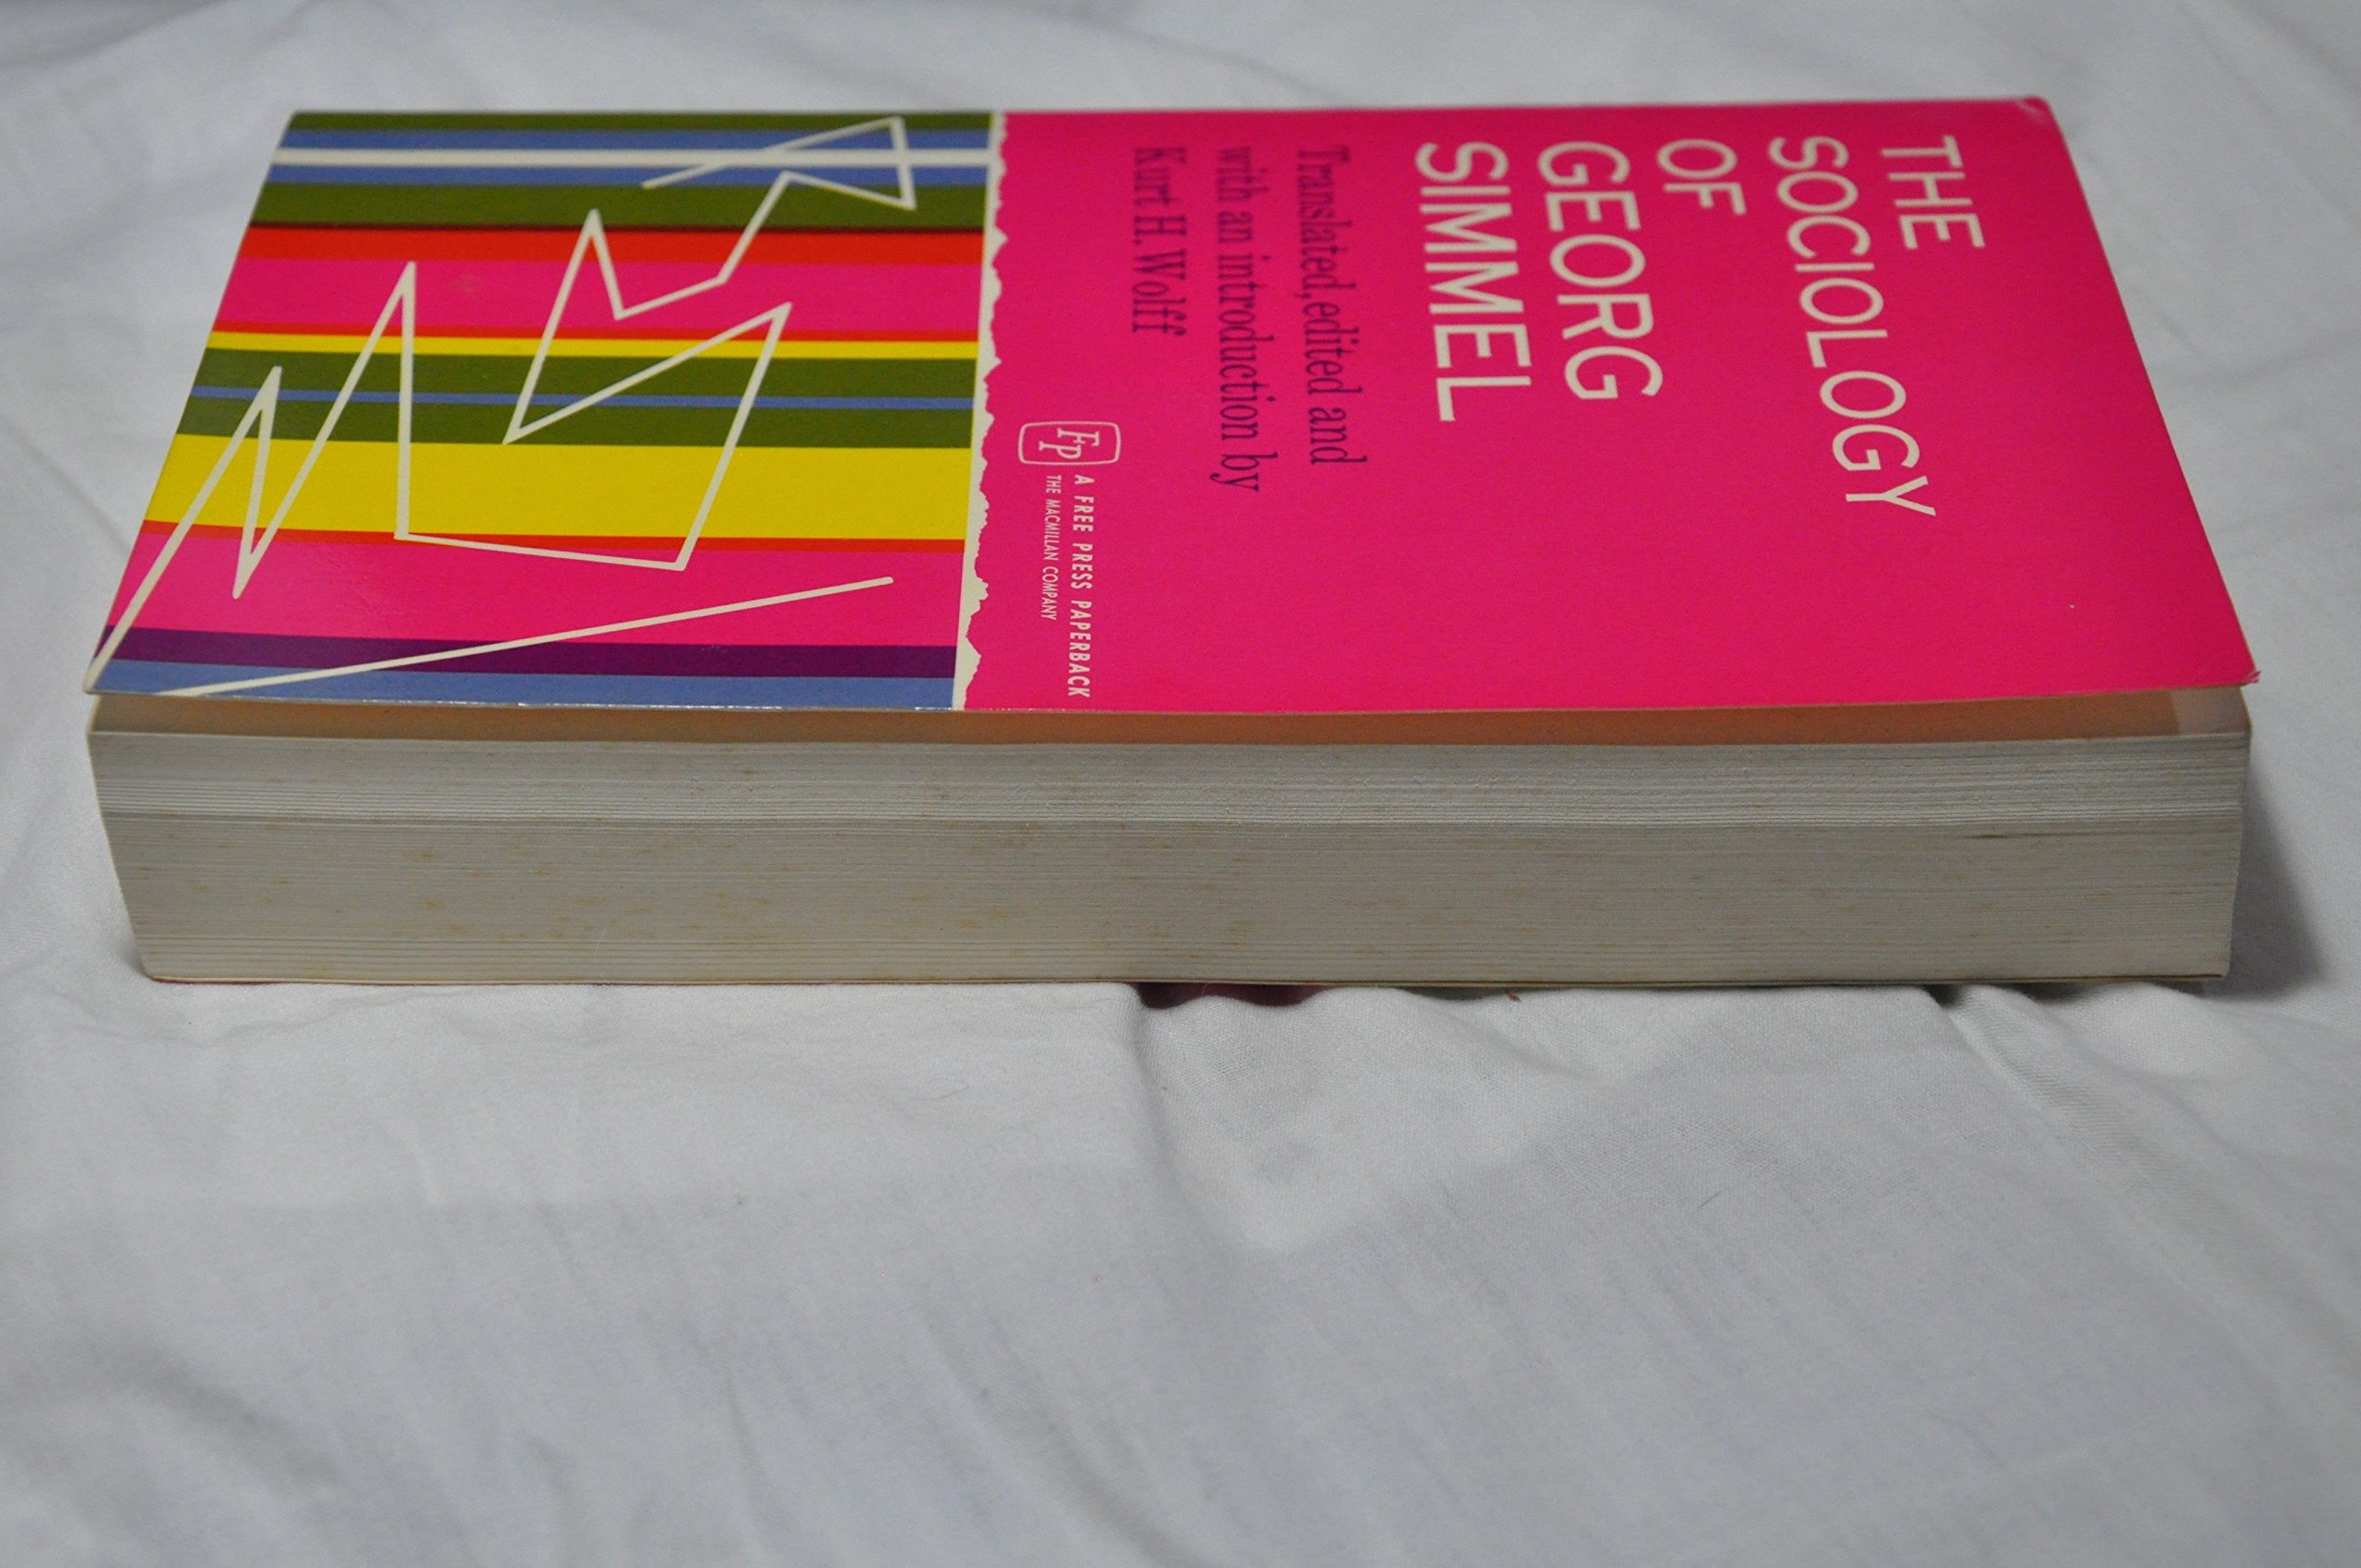 THE
SOCIOLOGY
OF
GEORG
SIMMEL
Translated, edited and
with an introduction by
Kurt H. Wolff
FP
A FREE PRESS PAPERBACK
THE MACMILLAN COMPANY